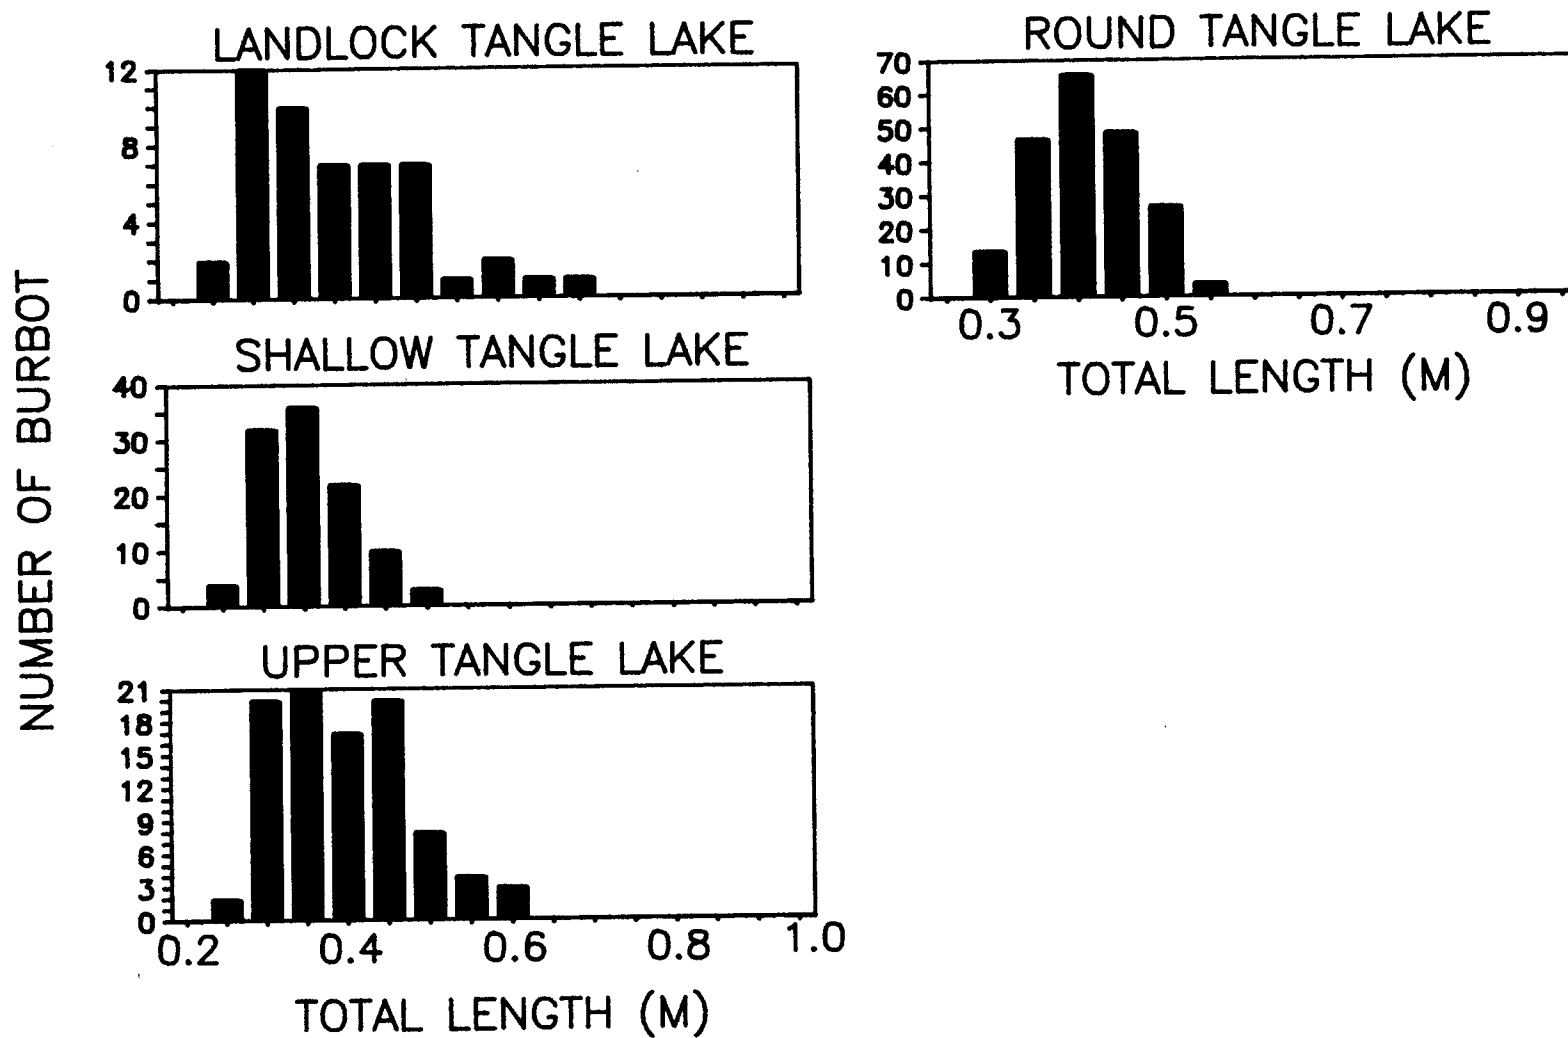 LANDLOCK TANGLE LAKE
12
8
4
0
SHALLOW TANGLE LAKE
40
30
20
10
0
UPPER TANGLE LAKE
21
18
15
12
9
6
3
0
0.2 0.4 0.6 0.8 1.0
TOTAL LENGTH (M)
NUMBER OF BURBOT
ROUND TANGLE LAKE
70
60
50
40
30
20
10
0
0.3 0.5 0.7 0.9
TOTAL LENGTH (M)